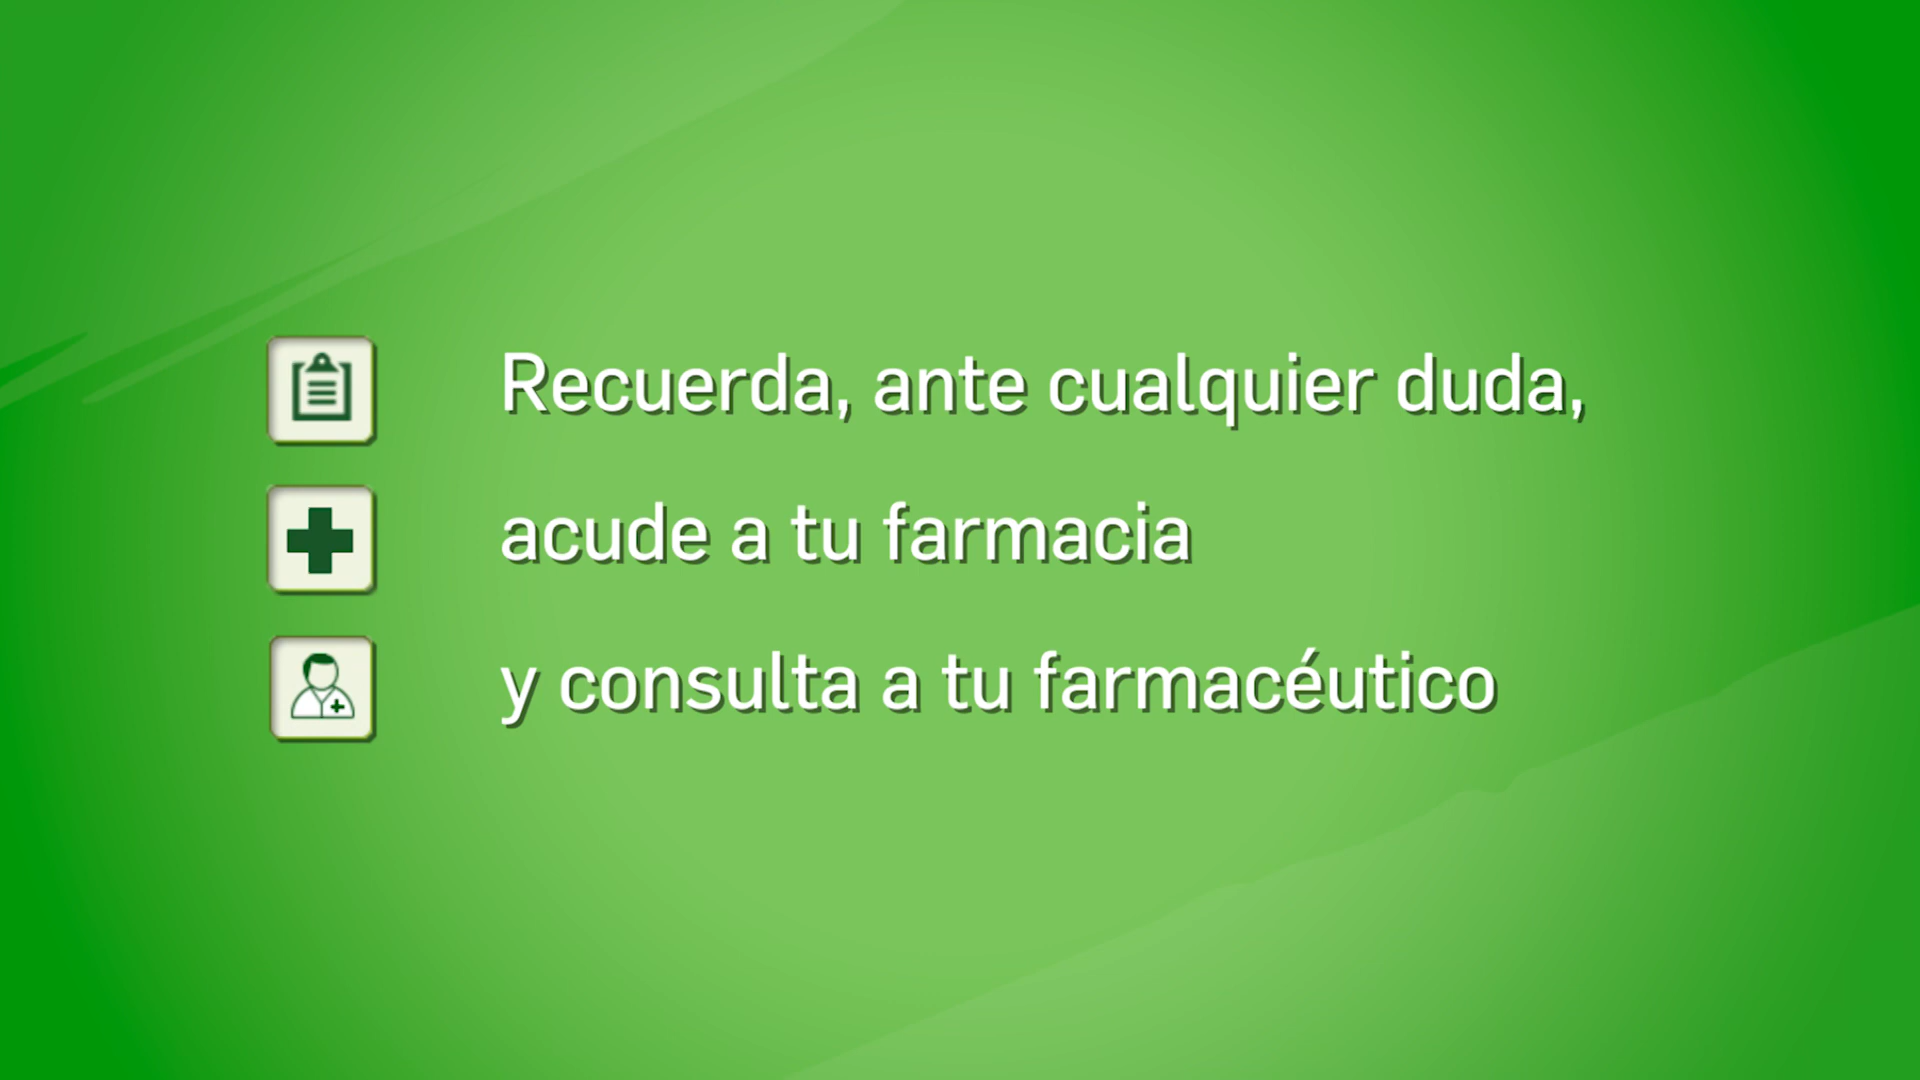 Recuerda, ante cualquier duda,
acude a tu farmacia
y consulta a tu farmacéutico